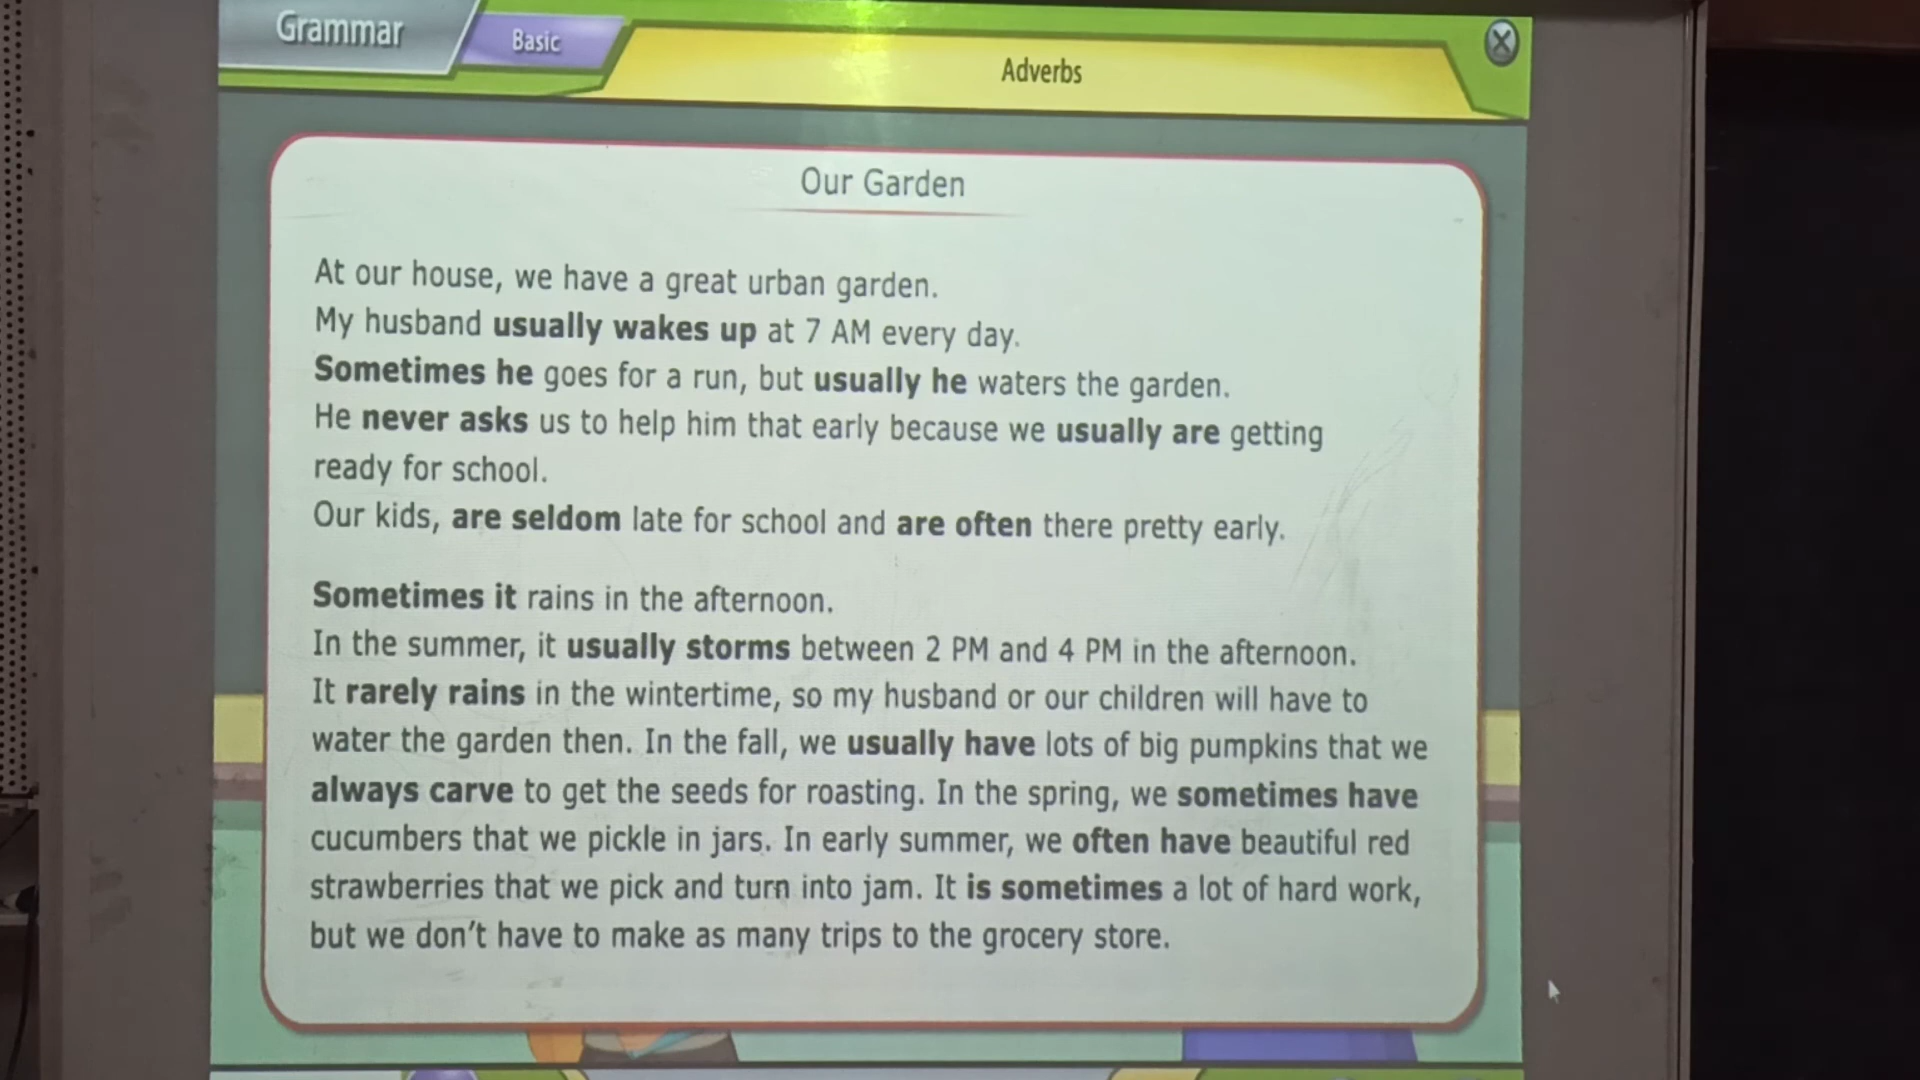 Grammar
Basic
Adverbs
Our Garden
At our house, we have a great urban garden.
My husband usually wakes up at 7 AM every day.
Sometimes he goes for a run, but usually he waters the garden.
He never asks us to help him that early because we usually are getting
ready for school.
Our kids, are seldom late for school and are often there pretty early.
Sometimes it rains in the afternoon.
In the summer, it usually storms between 2 PM and 4 PM in the afternoon.
It rarely rains in the wintertime, so my husband or our children will have to
water the garden then. In the fall, we usually have lots of big pumpkins that we
always carve to get the seeds for roasting. In the spring, we sometimes have
cucumbers that we pickle in jars. In early summer, we often have beautiful red
strawberries that we pick and turn into jam. It is sometimes a lot of hard work,
but we don't have to make as many trips to the grocery store.